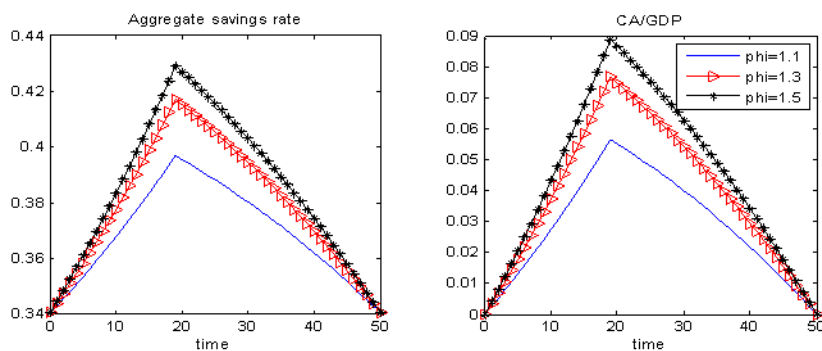 Aggregate savings rate
0.44
0.42
0.4
0.38
0.36
0.34
0 10 20 30 40 50
time
CA/GDP
0.09
0.08
0.07
0.06
0.05
0.04
0.03
0.02
0.01
0
0 10 20 30 40 50
time
phi=1.1
phi=1.3
phi=1.5